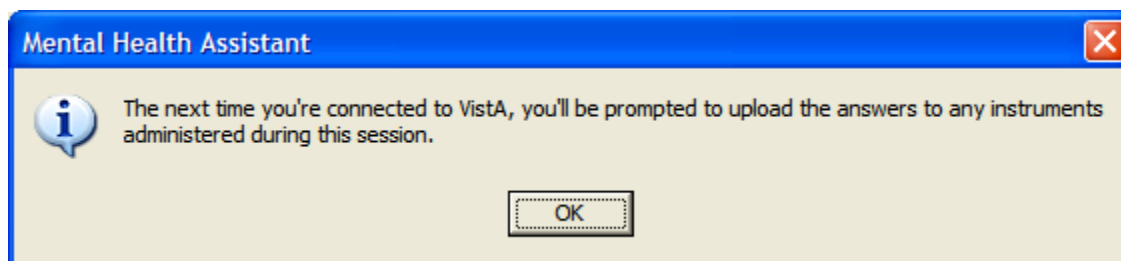 Mental Health Assistant
The next time you're connected to VistA, you'll be prompted to upload the answers to any instruments
administered during this session.
OK